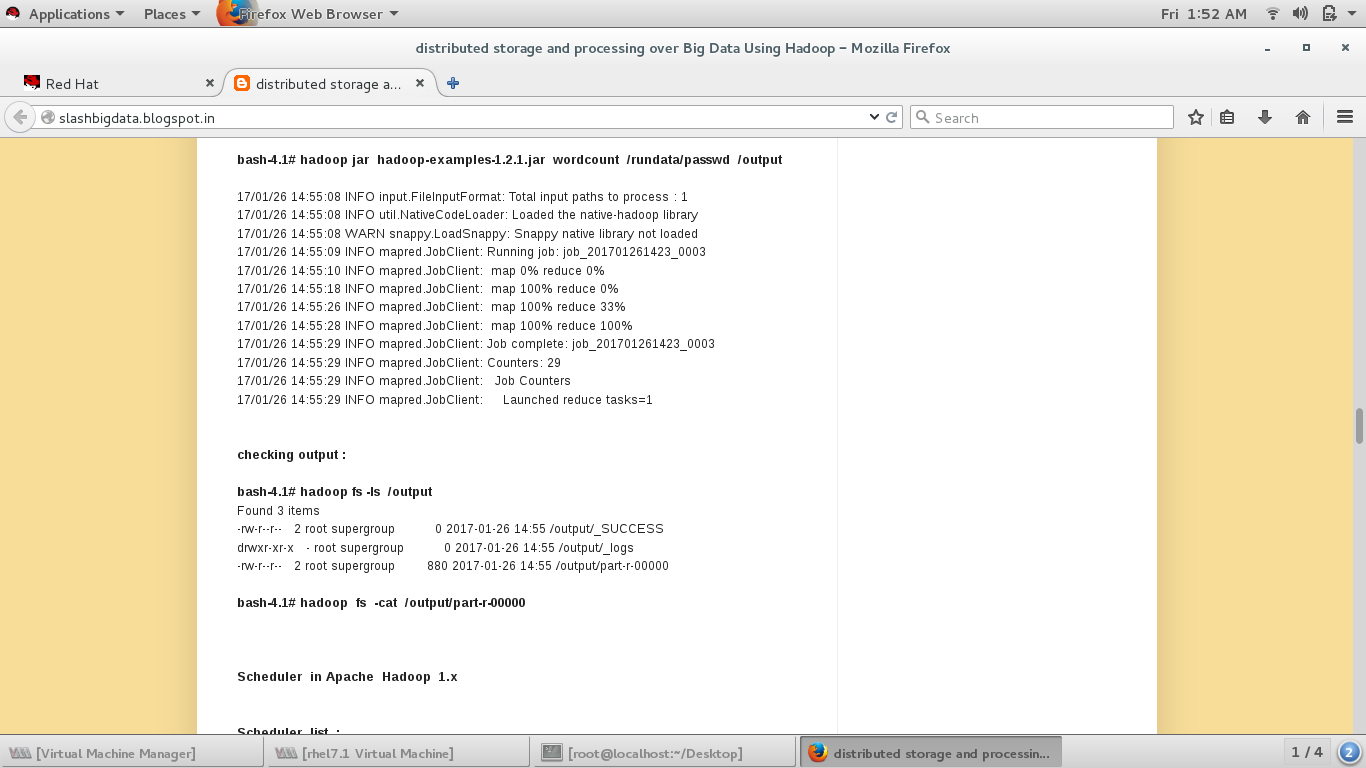 Applications Places Firefox Web Browser Fri 1:52 AM
distributed storage and processing over Big Data Using Hadoop – Mozilla Firefox
Red Hat distributed storage a...
slashbigdata.blogspot.in Search
bash-4.1# hadoop jar hadoop-examples-1.2.1.jar wordcount /rundata/passwd /output
17/01/26 14:55:08 INFO input.FileInputFormat: Total input paths to process : 1
17/01/26 14:55:08 INFO util.NativeCodeLoader: Loaded the native-hadoop library
17/01/26 14:55:08 WARN snappy.LoadSnappy: Snappy native library not loaded
17/01/26 14:55:09 INFO mapred.JobClient: Running job: job_201701261423_0003
17/01/26 14:55:10 INFO mapred.JobClient: map 0% reduce 0%
17/01/26 14:55:18 INFO mapred.JobClient: map 100% reduce 0%
17/01/26 14:55:26 INFO mapred.JobClient: map 100% reduce 33%
17/01/26 14:55:28 INFO mapred.JobClient: map 100% reduce 100%
17/01/26 14:55:29 INFO mapred.JobClient: Job complete: job_201701261423_0003
17/01/26 14:55:29 INFO mapred.JobClient: Counters: 29
17/01/26 14:55:29 INFO mapred.JobClient: Job Counters
17/01/26 14:55:29 INFO mapred.JobClient: Launched reduce tasks=1
checking output :
bash-4.1# hadoop fs -ls /output
Found 3 items
-rw-r--r-- 2 root supergroup 0 2017-01-26 14:55 /output/_SUCCESS
drwxr-xr-x - root supergroup 0 2017-01-26 14:55 /output/_logs
-rw-r--r-- 2 root supergroup 880 2017-01-26 14:55 /output/part-r-00000
bash-4.1# hadoop fs -cat /output/part-r-00000
Scheduler in Apache Hadoop 1.x
Scheduler list :
[Virtual Machine Manager] [rhel7.1 Virtual Machine] [root@localhost:~/Desktop] distributed storage and processin... 1 / 4 2